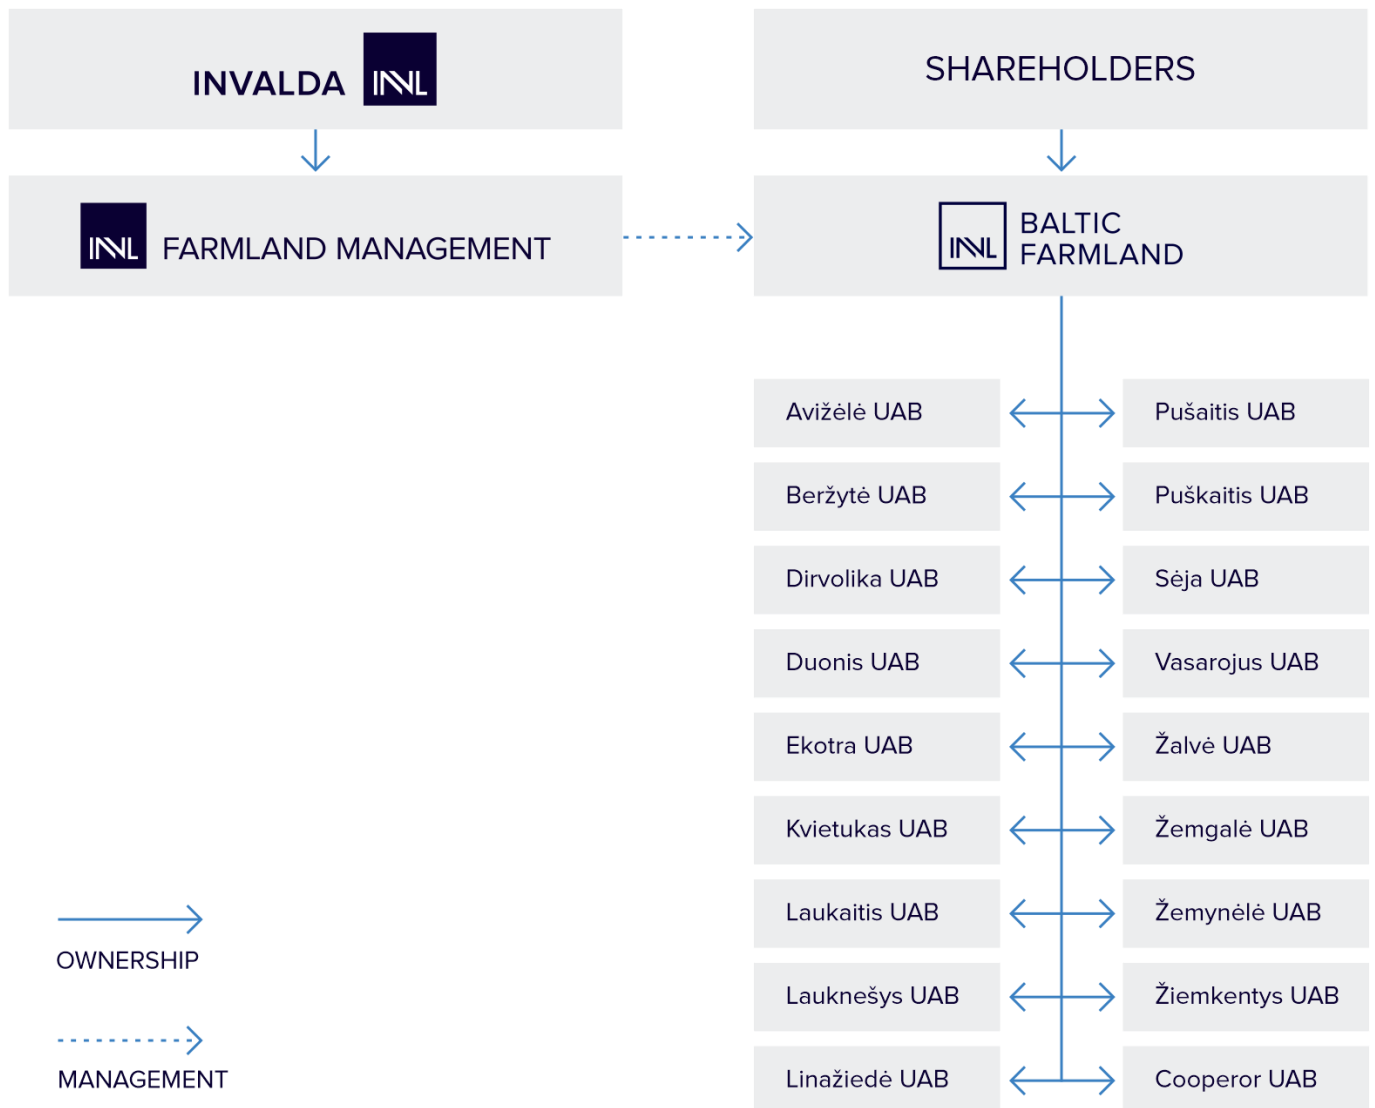 INVALDA INVL
SHAREHOLDERS
INVL FARMLAND MANAGEMENT
INVL BALTIC
FARMLAND
Avižėlė UAB
Pušaitis UAB
Beržytė UAB
Puškaitis UAB
Dirvolika UAB
Sėja UAB
Duonis UAB
Vasarojus UAB
Ekotra UAB
Žalvė UAB
Kvietukas UAB
Žemgalė UAB
Laukaitis UAB
Žemynėlė UAB
Lauknešys UAB
Žiemkentys UAB
Linažiedė UAB
Cooperor UAB
OWNERSHIP
MANAGEMENT